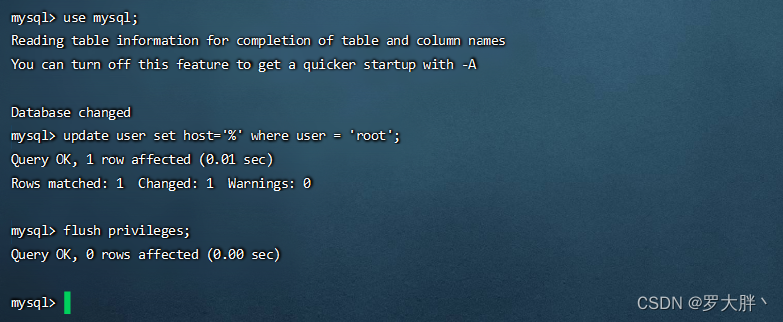 mysql> use mysql;
Reading table information for completion of table and column names
You can turn off this feature to get a quicker startup with -A
Database changed
mysql> update user set host='%' where user = 'root';
Query OK, 1 row affected (0.01 sec)
Rows matched: 1  Changed: 1  Warnings: 0
mysql> flush privileges;
Query OK, 0 rows affected (0.00 sec)
mysql>
CSDN @罗大胖丶